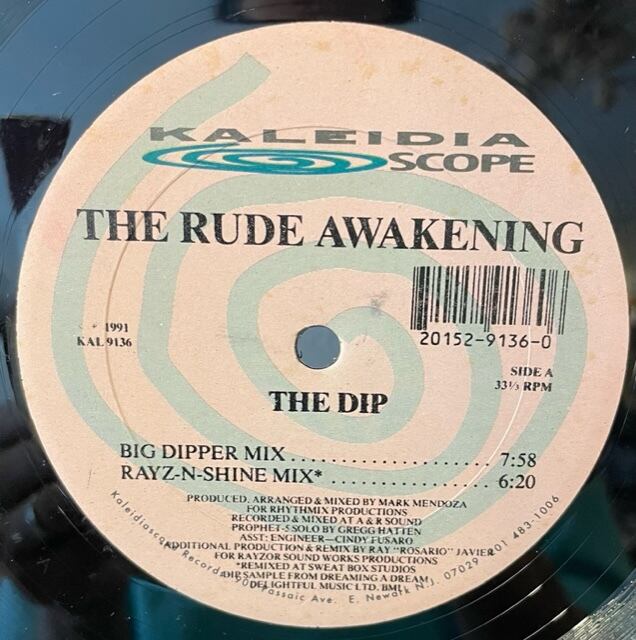 KALEIDIA
SCOPE
THE RUDE AWAKENING
20152-9136-0
1991
KAL 9136
SIDE A
33⅓ RPM
THE DIP
BIG DIPPER MIX.........................7:58
RAYZ-N-SHINE MIX*....................6:20
PRODUCED, ARRANGED & MIXED BY MARK MENDOZA
FOR RHYTHMIX PRODUCTIONS
RECORDED & MIXED AT A & R SOUND
PROPHET-5 SOLO BY GREGG HATTEN
ASST: ENGINEER—CINDY FUSARO
ADDITIONAL PRODUCTION & REMIX BY RAY "ROSARIO" JAVIER
FOR RAYZOR SOUND WORKS PRODUCTIONS
*REMIXED AT SWEAT BOX STUDIOS
SAMPLE FROM DREAMING A DREAM
DELIGHTFUL MUSIC LTD. BMI
Kaleidiascope Records, Passaic Ave. E. Newark N.J. 07029 201 483-1006